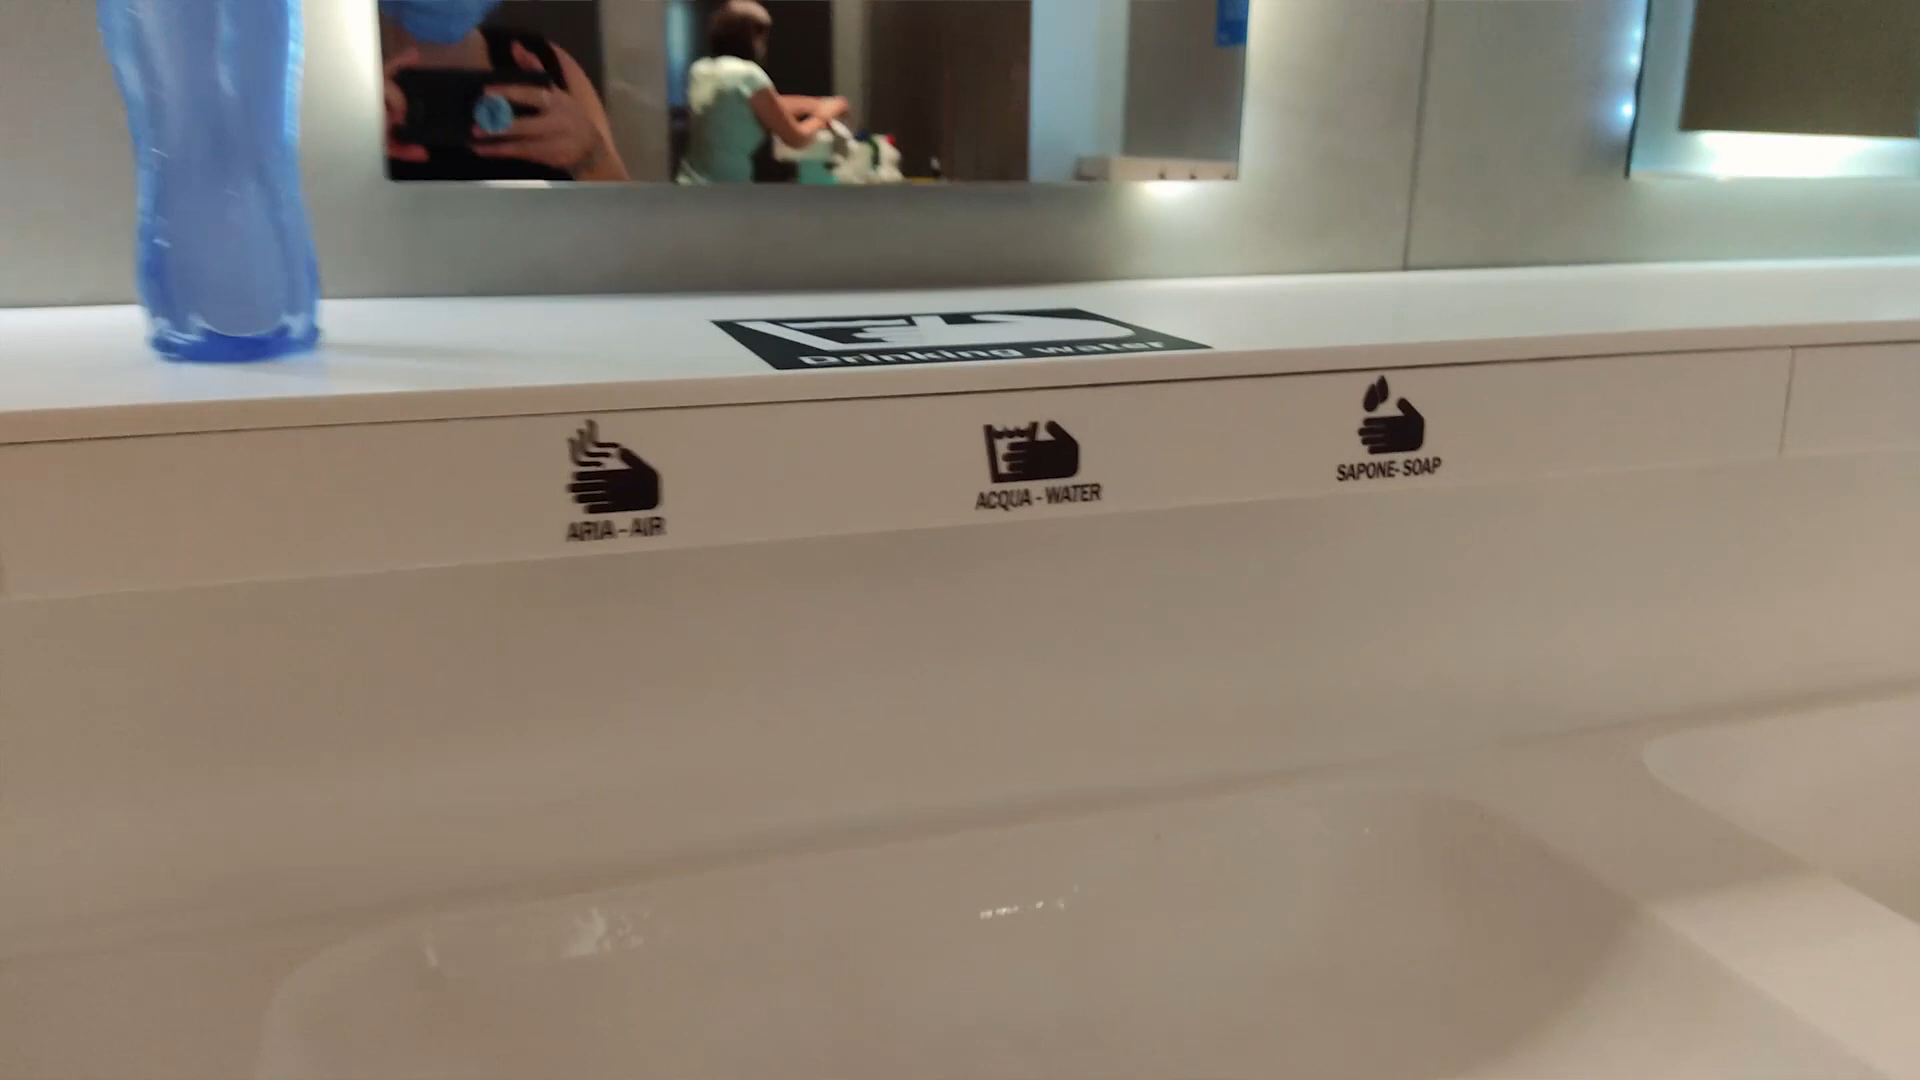 Drinking water
ARIA - AIR
ACQUA - WATER
SAPONE - SOAP